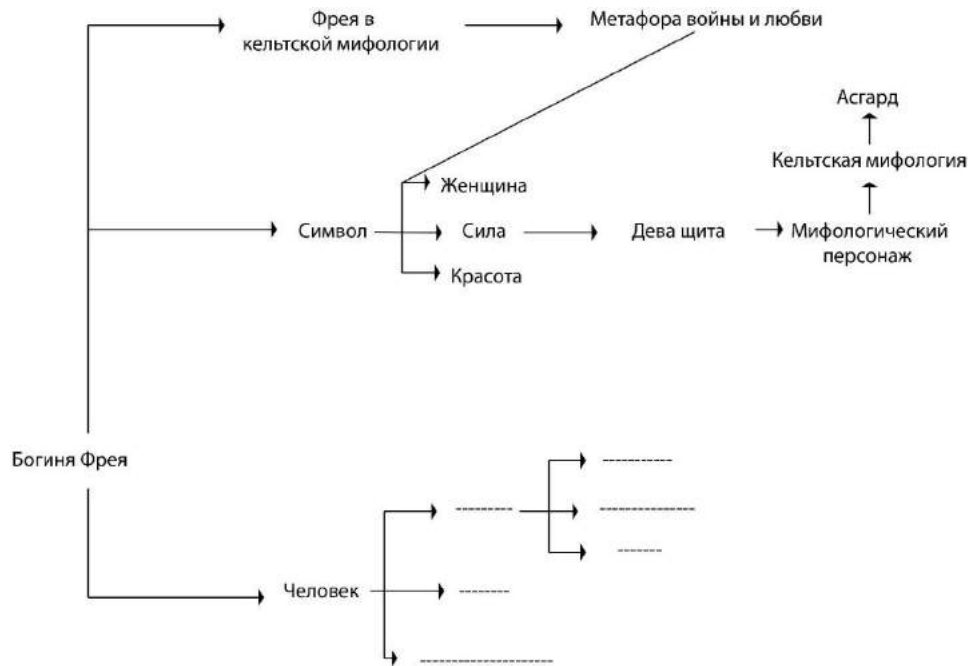 Фрея в
кельтской мифологии
Метафора войны и любви
Асгард
Кельтская мифология
Женщина
Символ
Сила
Дева щита
Мифологический
персонаж
Красота
Богиня Фрея
Человек